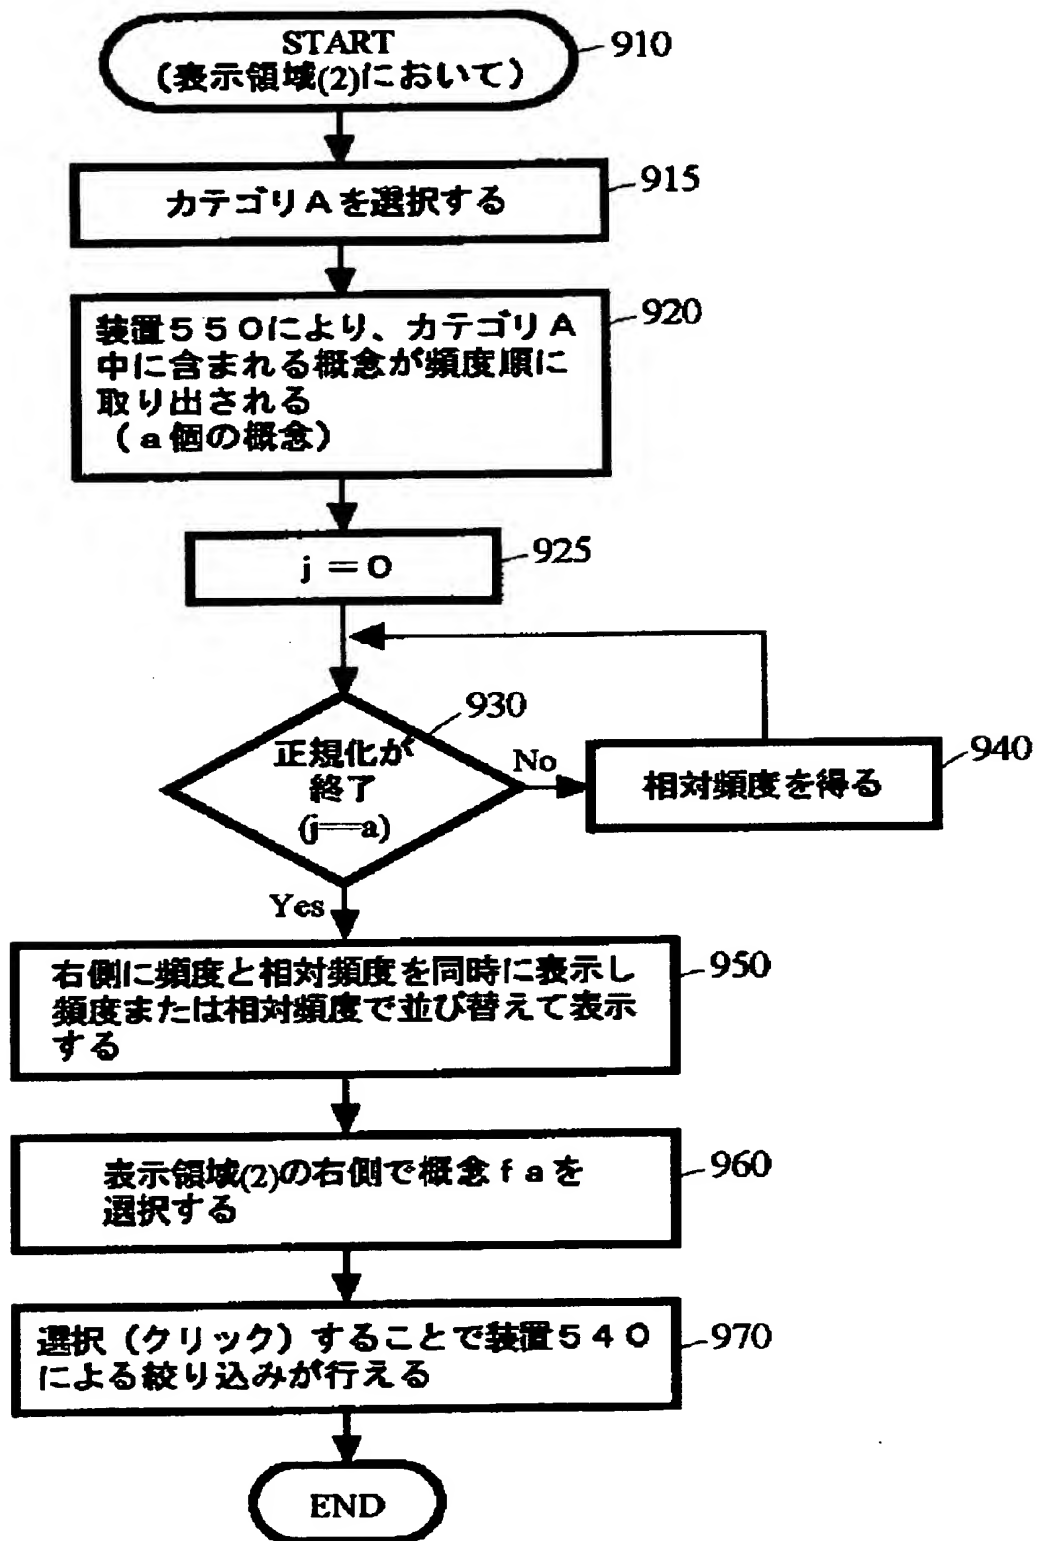 START
(表示領域(2)において)
910
カテゴリAを選択する
915
装置550により、カテゴリA
中に含まれる概念が頻度順に
取り出される
(a個の概念)
920
j=0
925
930
正規化が
終了
(j==a)
No
相対頻度を得る
940
Yes
右側に頻度と相対頻度を同時に表示し
頻度または相対頻度で並び替えて表示
する
950
表示領域(2)の右側で概念faを
選択する
960
選択(クリック)することで装置540
による絞り込みが行える
970
END